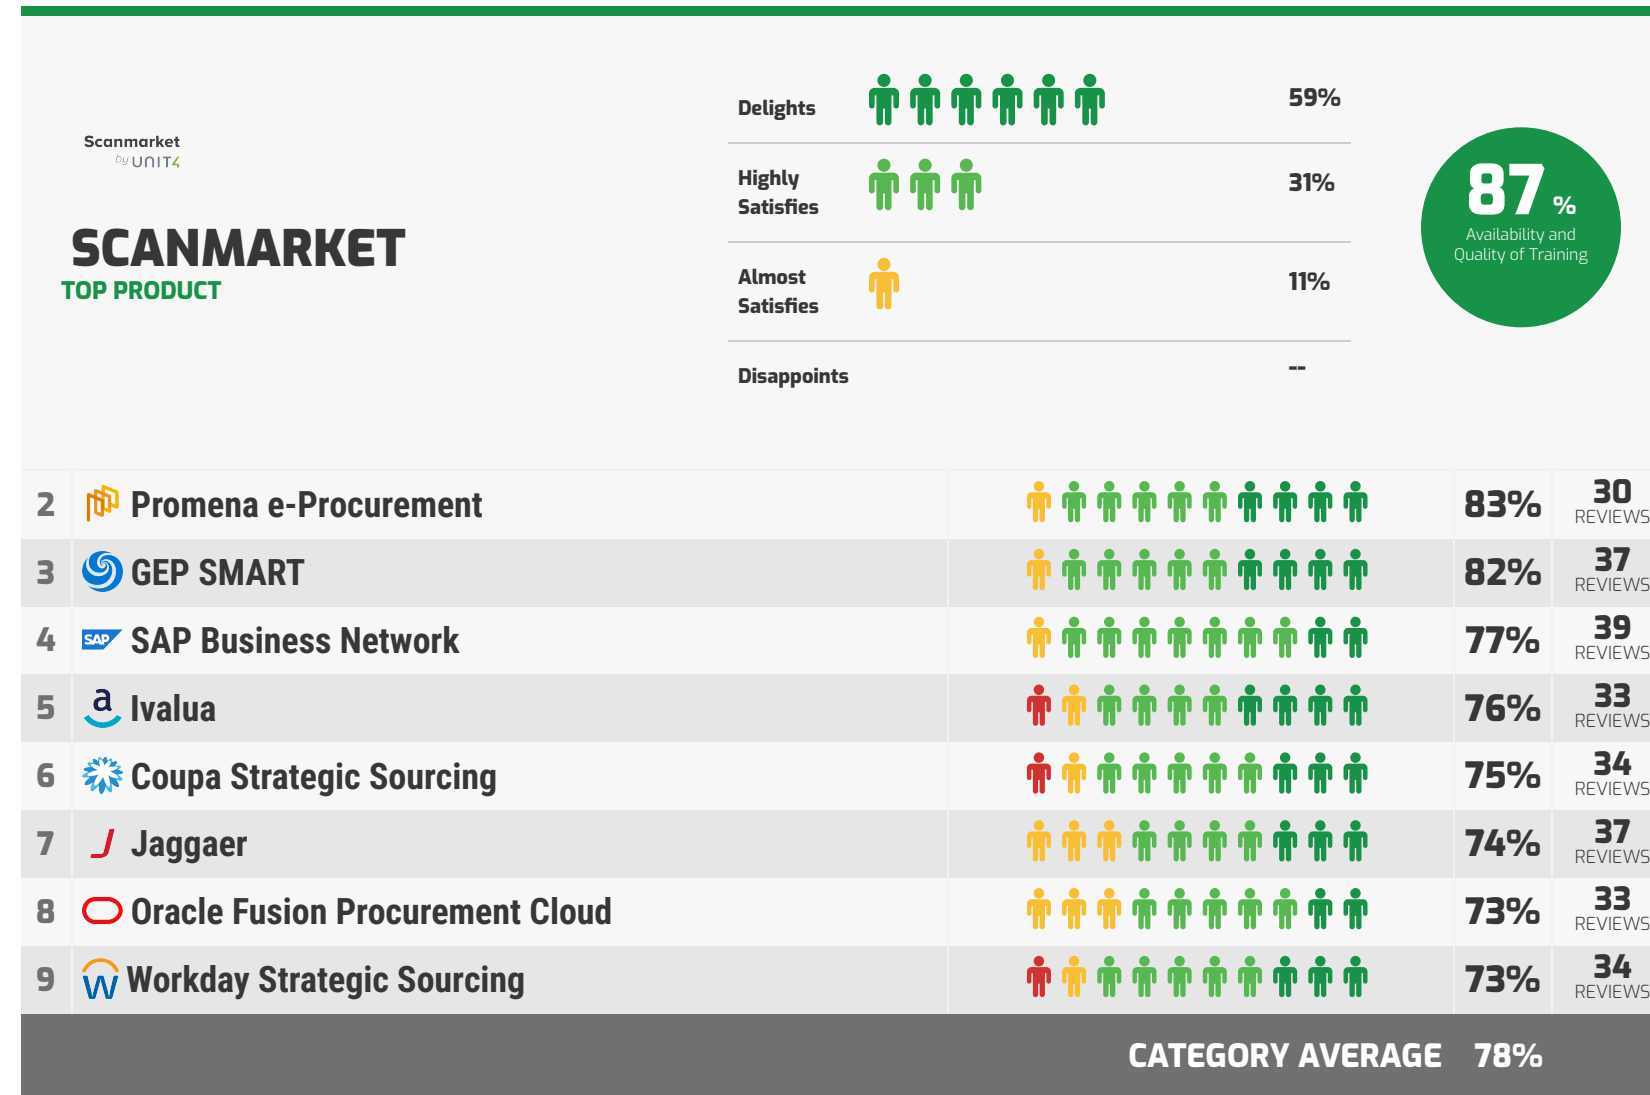 Scanmarket
by UNIT4
SCANMARKET
TOP PRODUCT
Delights 59%
Highly
Satisfies 31%
Almost
Satisfies 11%
Disappoints --
87 %
Availability and
Quality of Training
2 Promena e-Procurement 83% 30
REVIEWS
3 GEP SMART 82% 37
REVIEWS
4 SAP SAP Business Network 77% 39
REVIEWS
5 a Ivalua 76% 33
REVIEWS
6 Coupa Strategic Sourcing 75% 34
REVIEWS
7 J Jaggaer 74% 37
REVIEWS
8 Oracle Fusion Procurement Cloud 73% 33
REVIEWS
9 W Workday Strategic Sourcing 73% 34
REVIEWS
CATEGORY AVERAGE 78%